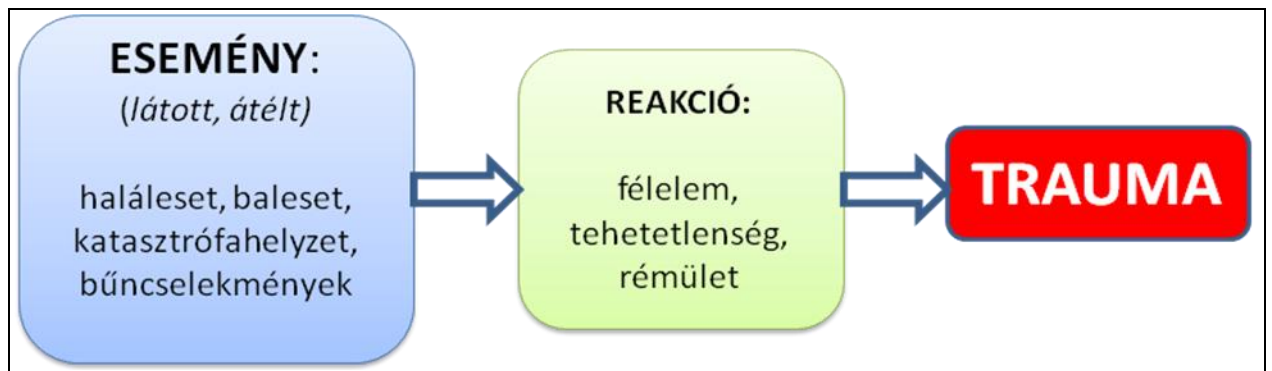 ESEMÉNY:
(látott, átélt)
haláleset, baleset,
katasztrófahelyzet,
bűncselekmények
REAKCIÓ:
félelem,
tehetetlenség,
rémület
TRAUMA